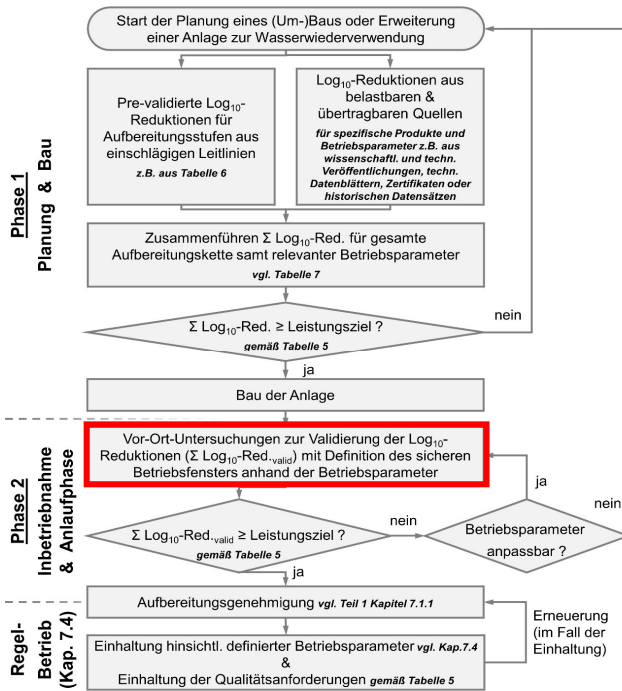 Start der Planung eines (Um-)Baus oder Erweiterung
einer Anlage zur Wasserwiederverwendung
Pre-validierte Log10-
Reduktionen für
Aufbereitungsstufen aus
einschlägigen Leitlinien
z.B. aus Tabelle 6
Log10-Reduktionen aus
belastbaren &
übertragbaren Quellen
für spezifische Produkte und
Betriebsparameter z.B. aus
wissenschaftl. und techn.
Veröffentlichungen, techn.
Datenblättern, Zertifikaten oder
historischen Datensätzen
Phase 1
Planung & Bau
Zusammenführen Σ Log10-Red. für gesamte
Aufbereitungskette samt relevanter Betriebsparameter
vgl. Tabelle 7
Σ Log10-Red. ≥ Leistungsziel ?
gemäß Tabelle 5
nein
ja
Bau der Anlage
Phase 2
Inbetriebnahme
& Anlaufphase
Vor-Ort-Untersuchungen zur Validierung der Log10-
Reduktionen (Σ Log10-Red.valid) mit Definition des sicheren
Betriebsfensters anhand der Betriebsparameter
ja
nein
Σ Log10-Red.valid ≥ Leistungsziel ?
gemäß Tabelle 5
nein
Betriebsparameter
anpassbar ?
ja
Regel-
Betrieb
(Kap. 7.4)
Aufbereitungsgenehmigung vgl. Teil 1 Kapitel 7.1.1
Erneuerung
(im Fall der
Einhaltung)
Einhaltung hinsichtl. definierter Betriebsparameter vgl. Kap.7.4
&
Einhaltung der Qualitätsanforderungen gemäß Tabelle 5